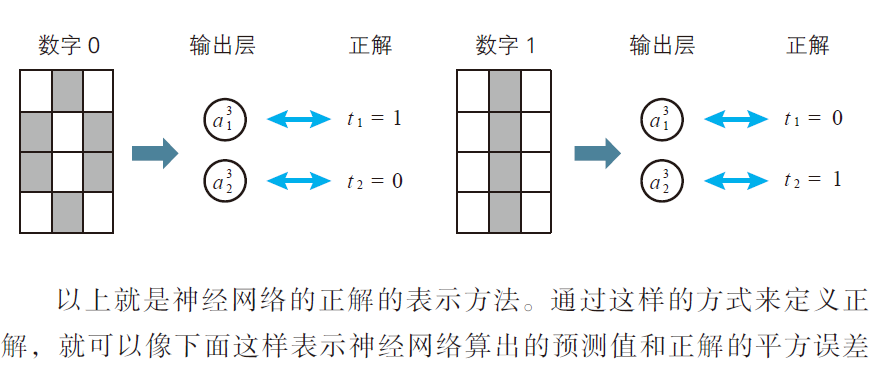 数字 0 输出层 正解 数字 1 输出层 正解
a₁³ t₁ = 1 a₁³ t₁ = 0
a₂³ t₂ = 0 a₂³ t₂ = 1
以上就是神经网络的正解的表示方法。通过这样的方式来定义正
解，就可以像下面这样表示神经网络算出的预测值和正解的平方误差